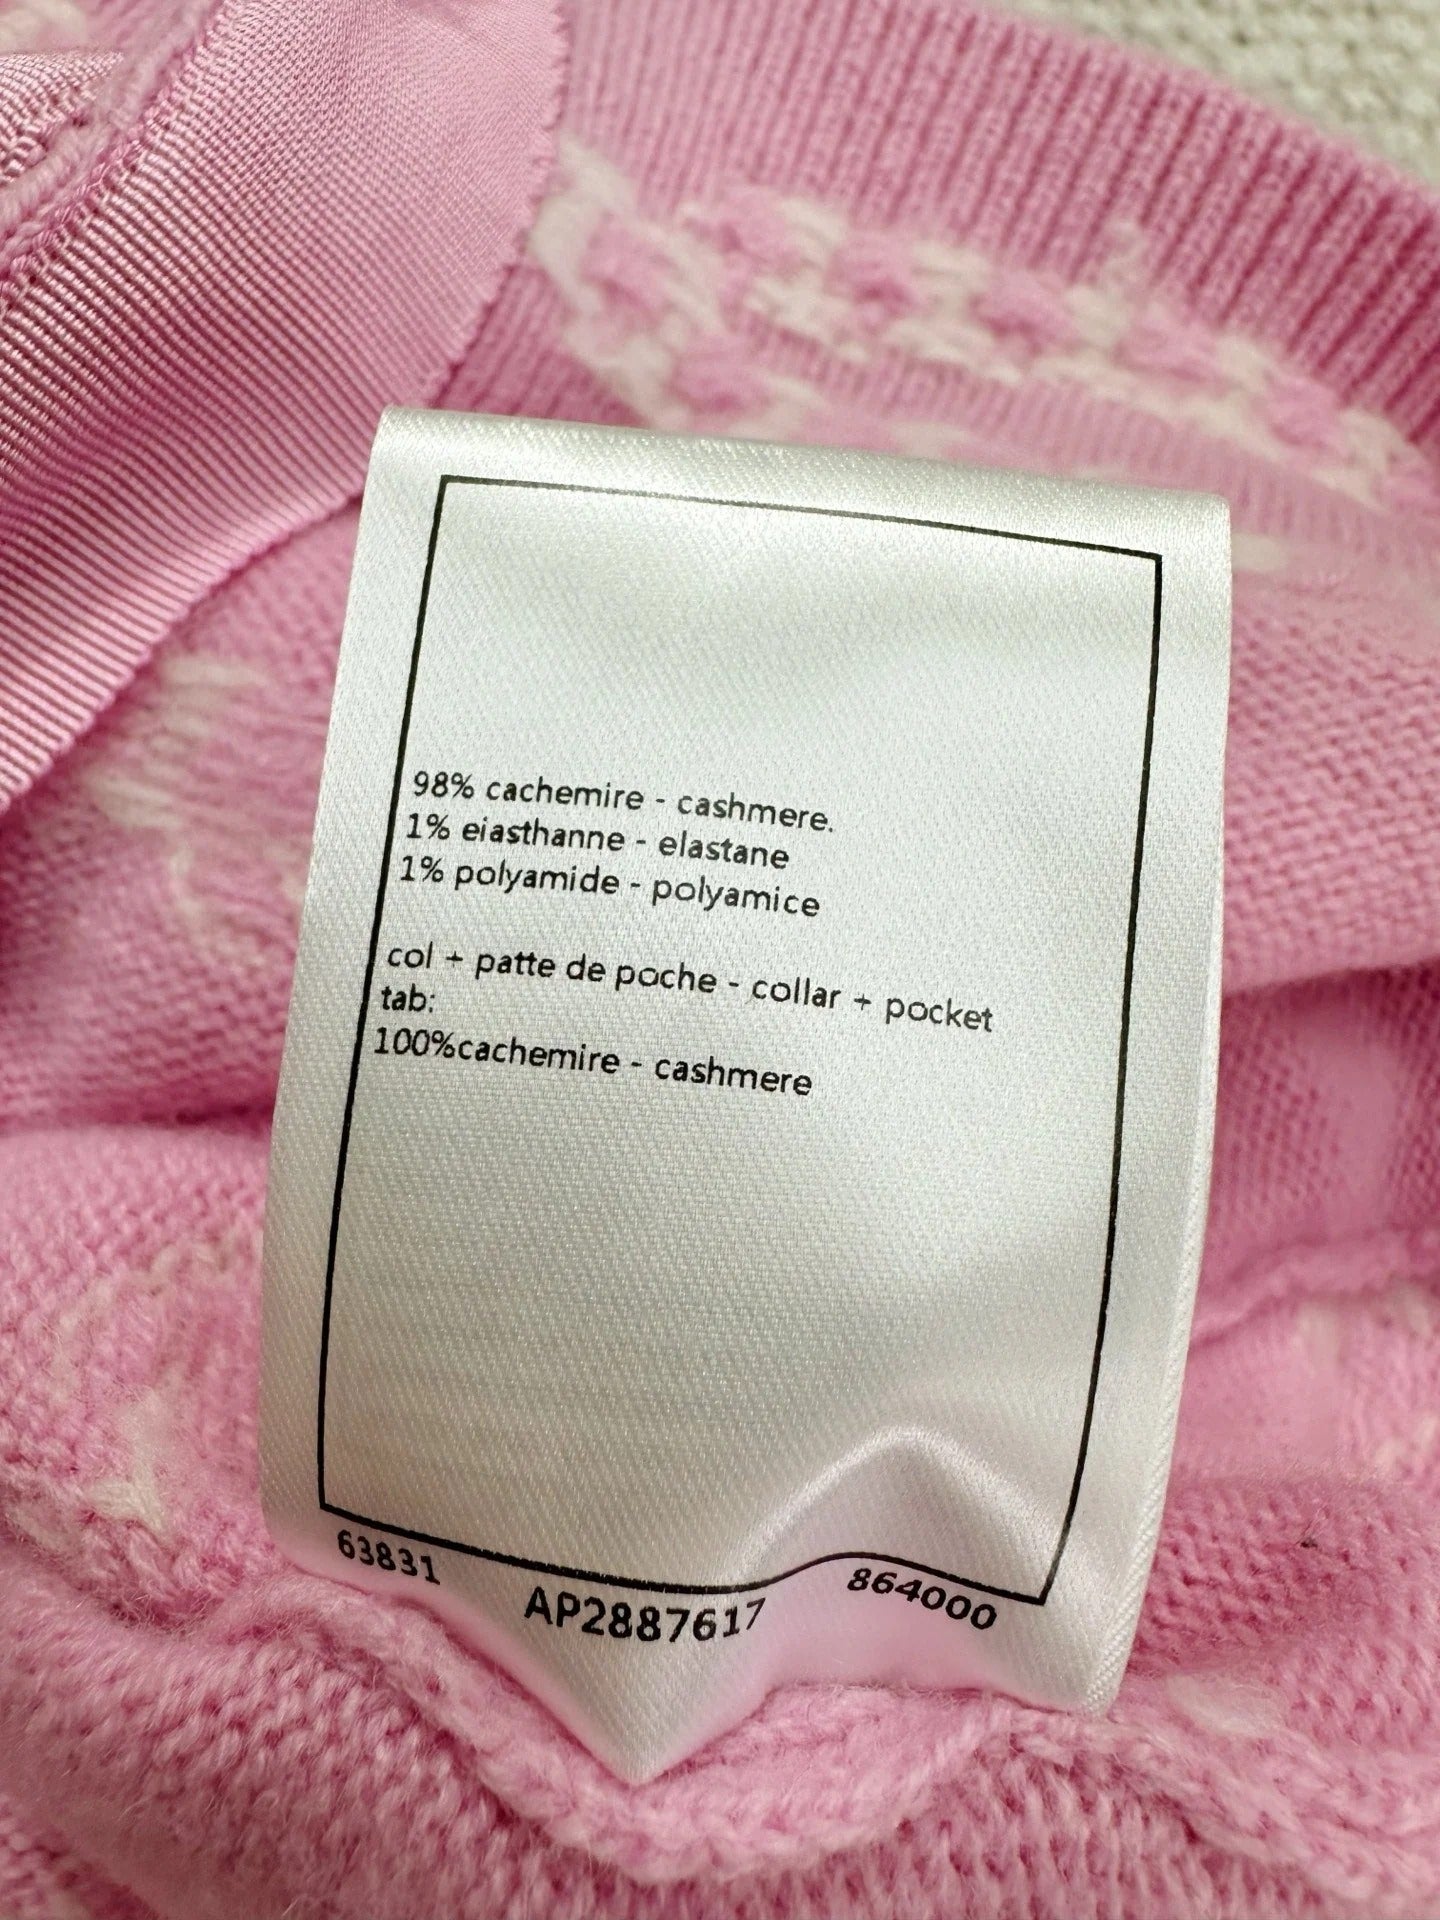 98% cachemire - cashmere.
1% eiasthanne - elastane
1% polyamide - polyamice
col + patte de poche - collar + pocket
tab:
100%cachemire - cashmere
63831 AP2887617 864000